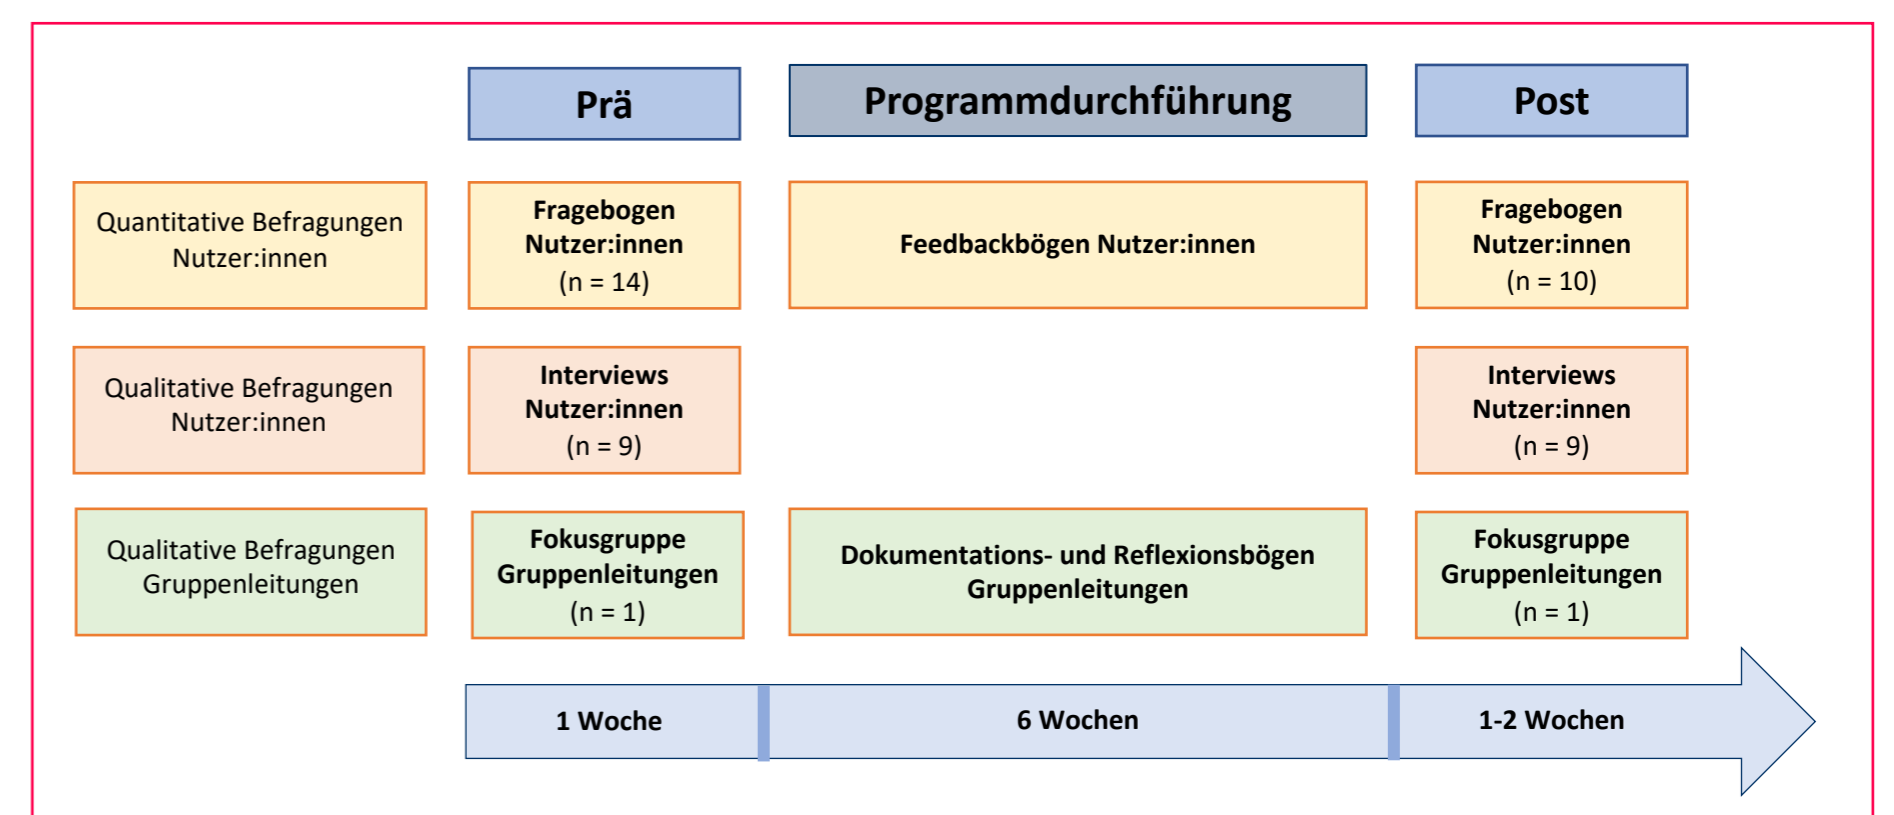 Prä
Programmdurchführung
Post
Quantitative Befragungen
Nutzer:innen
Fragebogen
Nutzer:innen
(n = 14)
Feedbackbögen Nutzer:innen
Fragebogen
Nutzer:innen
(n = 10)
Qualitative Befragungen
Nutzer:innen
Interviews
Nutzer:innen
(n = 9)
Interviews
Nutzer:innen
(n = 9)
Qualitative Befragungen
Gruppenleitungen
Fokusgruppe
Gruppenleitungen
(n = 1)
Dokumentations- und Reflexionsbögen
Gruppenleitungen
Fokusgruppe
Gruppenleitungen
(n = 1)
1 Woche
6 Wochen
1-2 Wochen